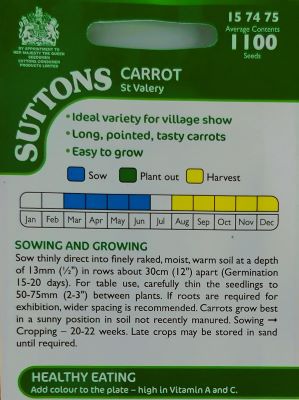 BY APPOINTMENT TO
HER MAJESTY THE QUEEN
SEEDSMEN
SUTTONS CONSUMER
PRODUCTS LIMITED
15 74 75
Average Contents
1100
Seeds
SUTTONS
CARROT
St Valery
• Ideal variety for village show
• Long, pointed, tasty carrots
• Easy to grow
Sow Plant out Harvest
Jan Feb Mar Apr May Jun Jul Aug Sep Oct Nov Dec
SOWING AND GROWING
Sow thinly direct into finely raked, moist, warm soil at a depth
of 13mm (½") in rows about 30cm (12") apart (Germination
15-20 days). For table use, carefully thin the seedlings to
50-75mm (2-3") between plants. If roots are required for
exhibition, wider spacing is recommended. Carrots grow best
in a sunny position in soil not recently manured. Sowing →
Cropping – 20-22 weeks. Late crops may be stored in sand
until required.
HEALTHY EATING
Add colour to the plate – high in Vitamin A and C.